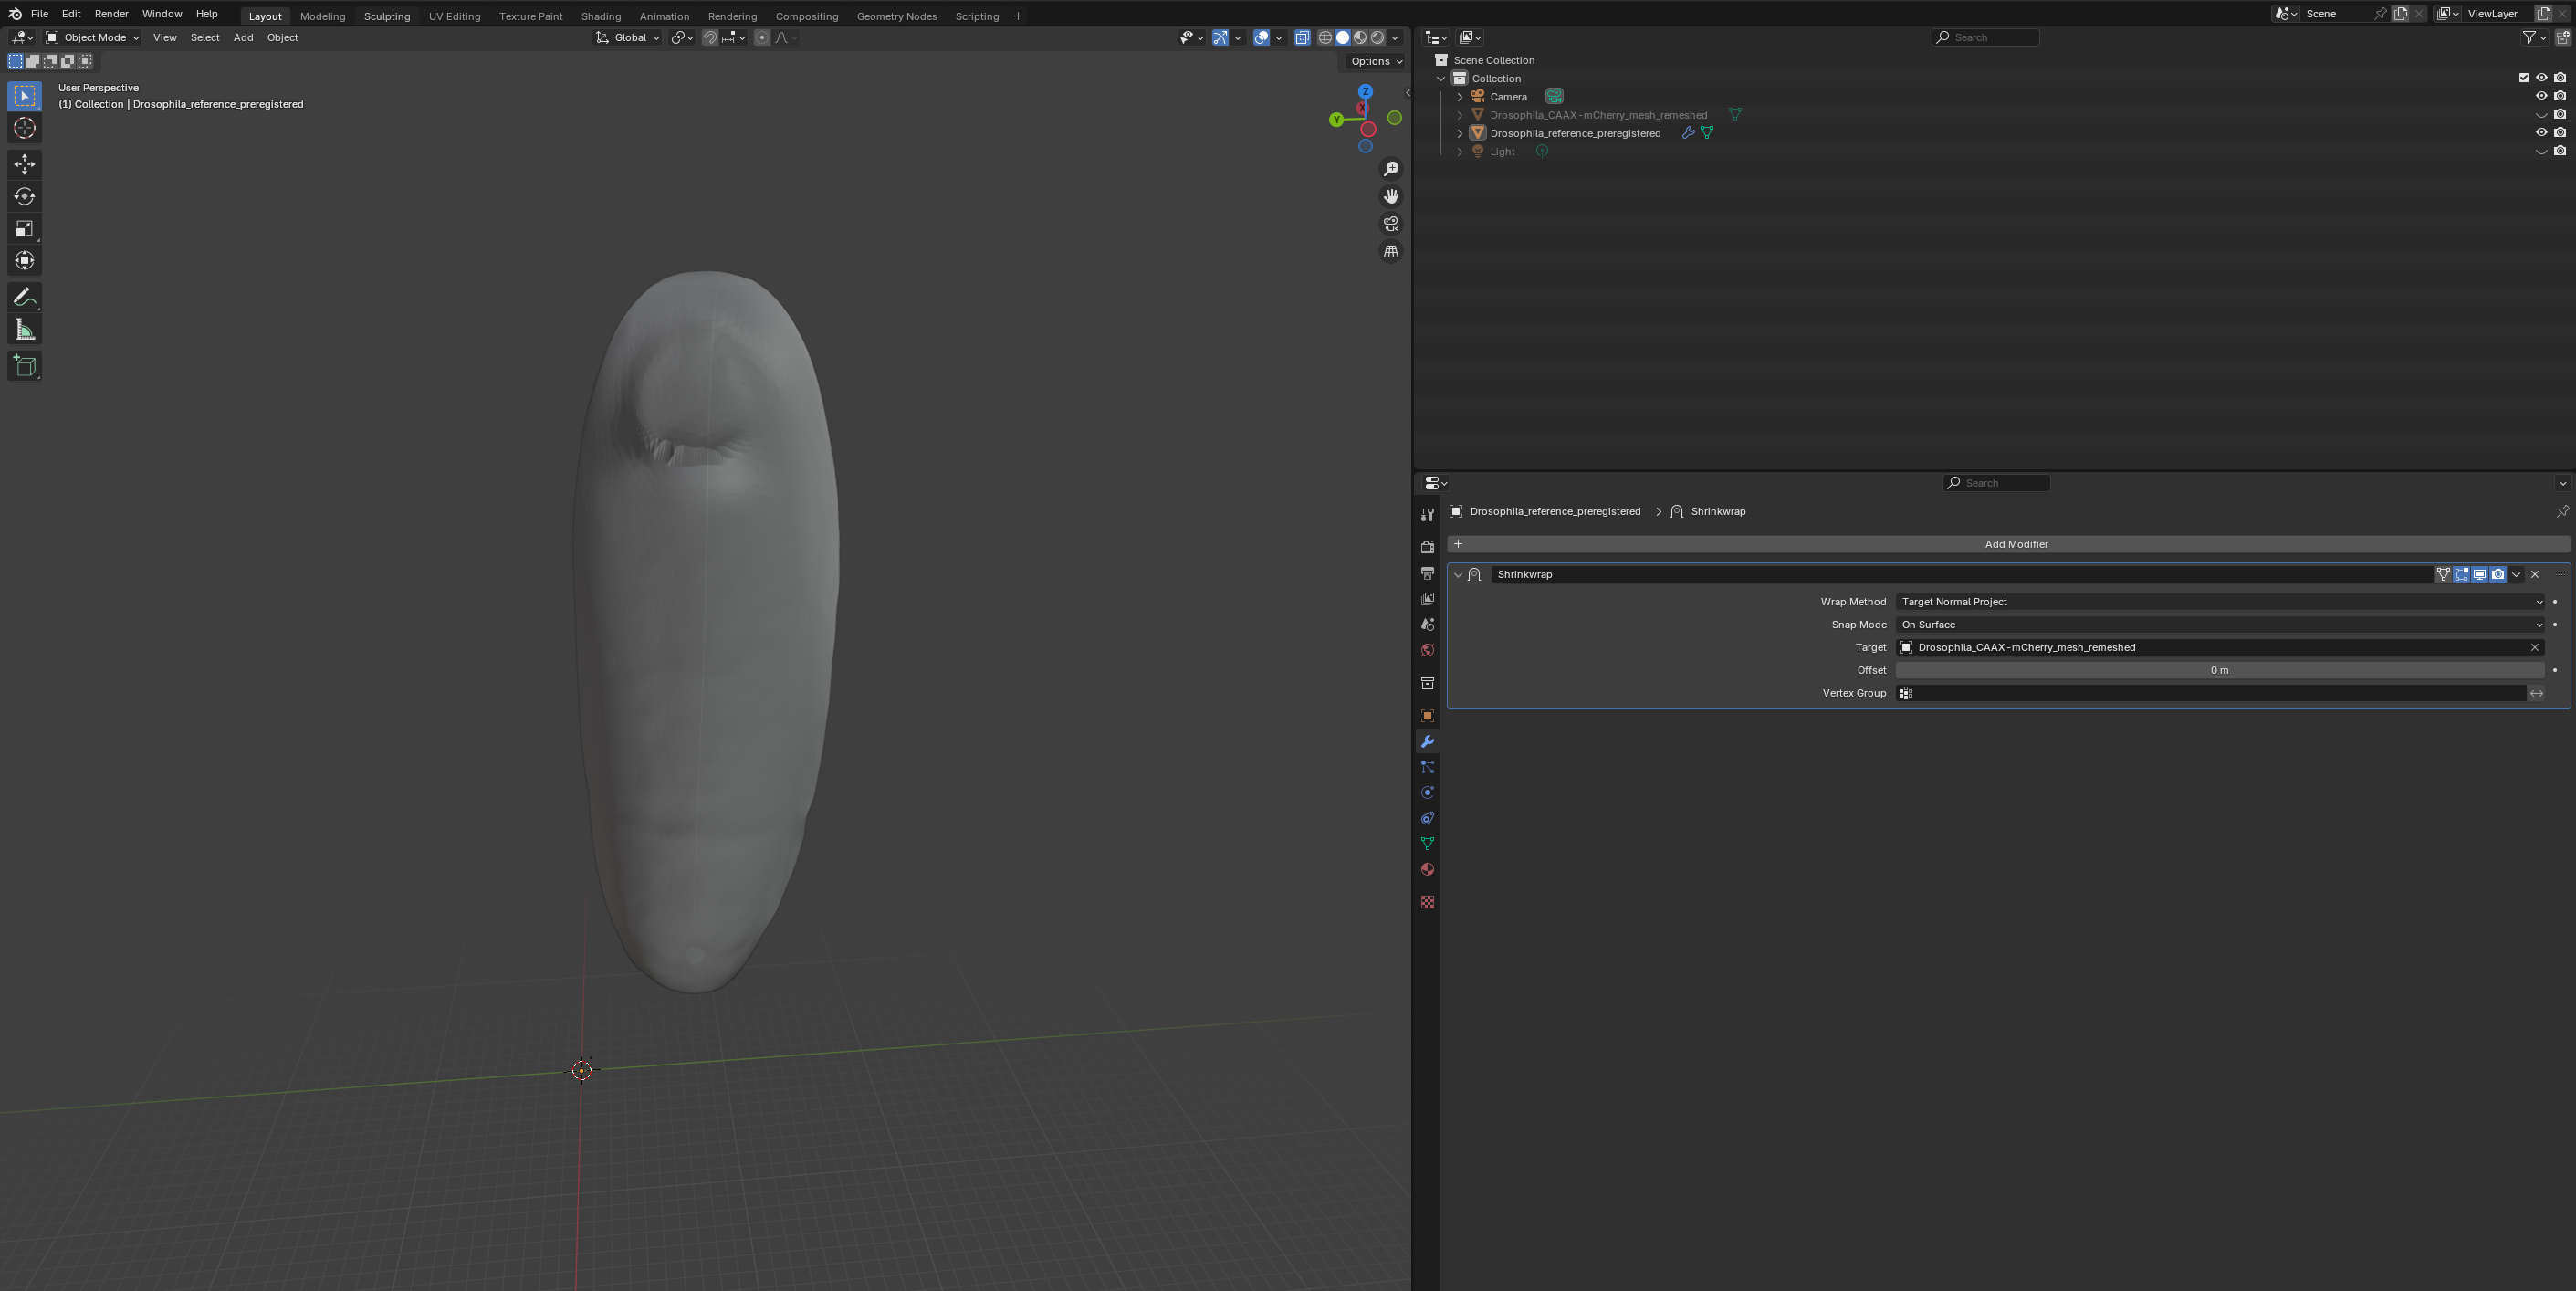 File Edit Render Window Help Layout Modeling Sculpting UV Editing Texture Paint Shading Animation Rendering Compositing Geometry Nodes Scripting + Scene ViewLayer
Object Mode View Select Add Object Global Search
Options
User Perspective
(1) Collection | Drosophila_reference_preregistered
Z
X
Y
Scene Collection
Collection
Camera
Drosophila_CAAX-mCherry_mesh_remeshed
Drosophila_reference_preregistered
Light
Search
Drosophila_reference_preregistered > Shrinkwrap
+ Add Modifier
Shrinkwrap
Wrap Method Target Normal Project
Snap Mode On Surface
Target Drosophila_CAAX-mCherry_mesh_remeshed
Offset 0 m
Vertex Group